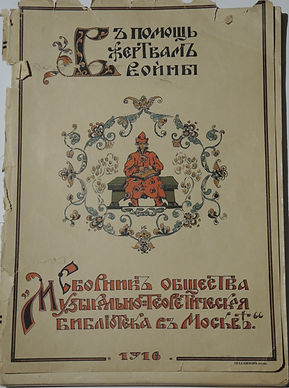 Въ помощь
жертвамъ
войны
„Сборникъ общества
Музыкально-теоретическая
библіотека въ Москвѣ.“
·1916·